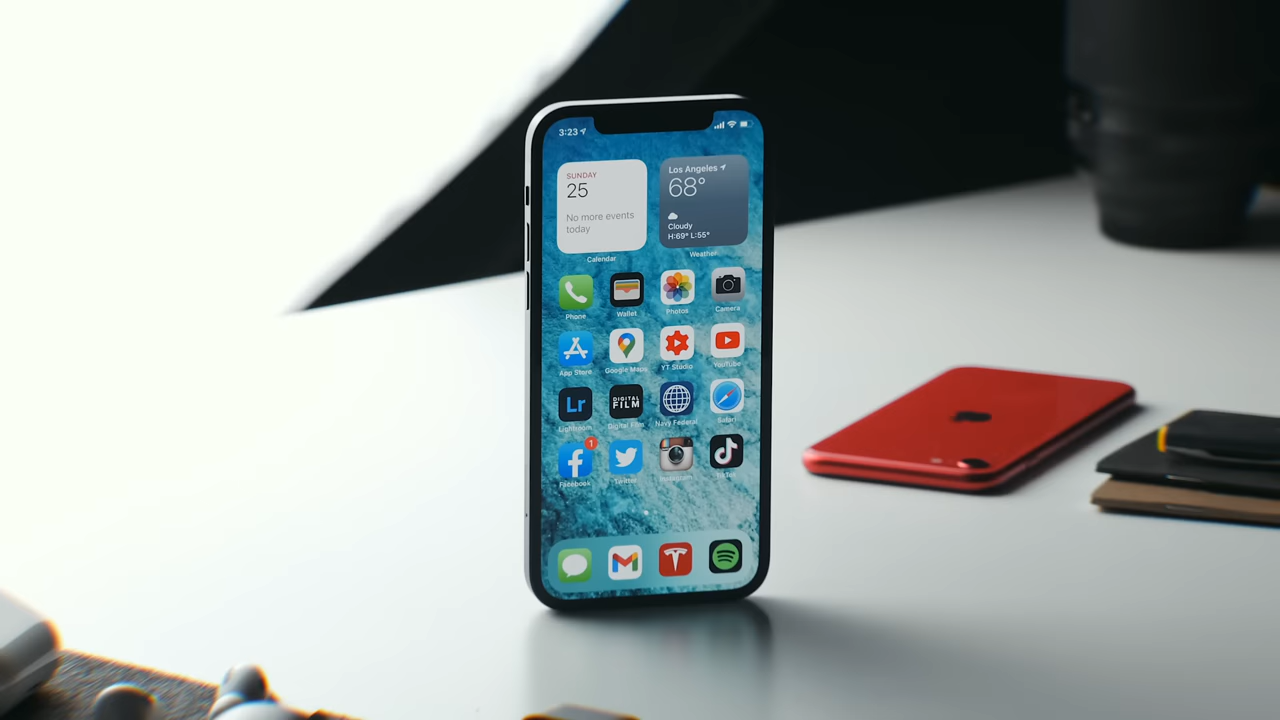 3:23
SUNDAY
25
No more events
today
Calendar
Los Angeles
68°
Cloudy
H:69° L:55°
Weather
Phone
Wallet
Photos
Camera
App Store
Google Maps
YT Studio
YouTube
Lr
DIGITAL
FILM
Lightroom
Digital Film
Navy Federal
Safari
1
Facebook
Twitter
Instagram
TikTok